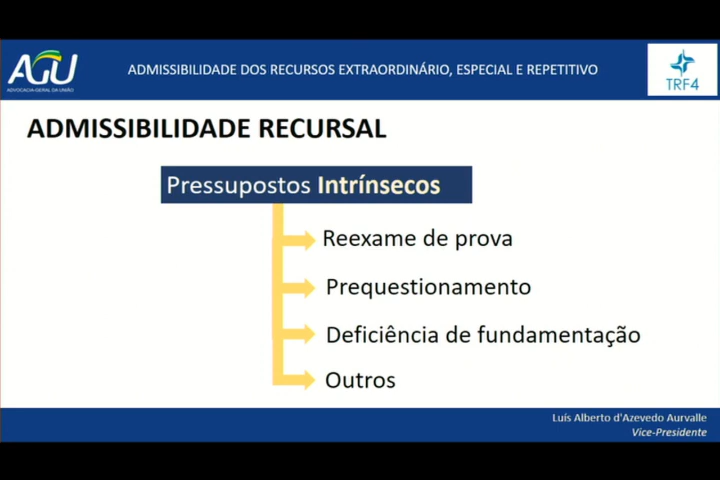 AGU
ADVOCACIA-GERAL DA UNIÃO
ADMISSIBILIDADE DOS RECURSOS EXTRAORDINÁRIO, ESPECIAL E REPETITIVO
TRF4
ADMISSIBILIDADE RECURSAL
Pressupostos Intrínsecos
Reexame de prova
Prequestionamento
Deficiência de fundamentação
Outros
Luís Alberto d'Azevedo Aurvalle
Vice-Presidente